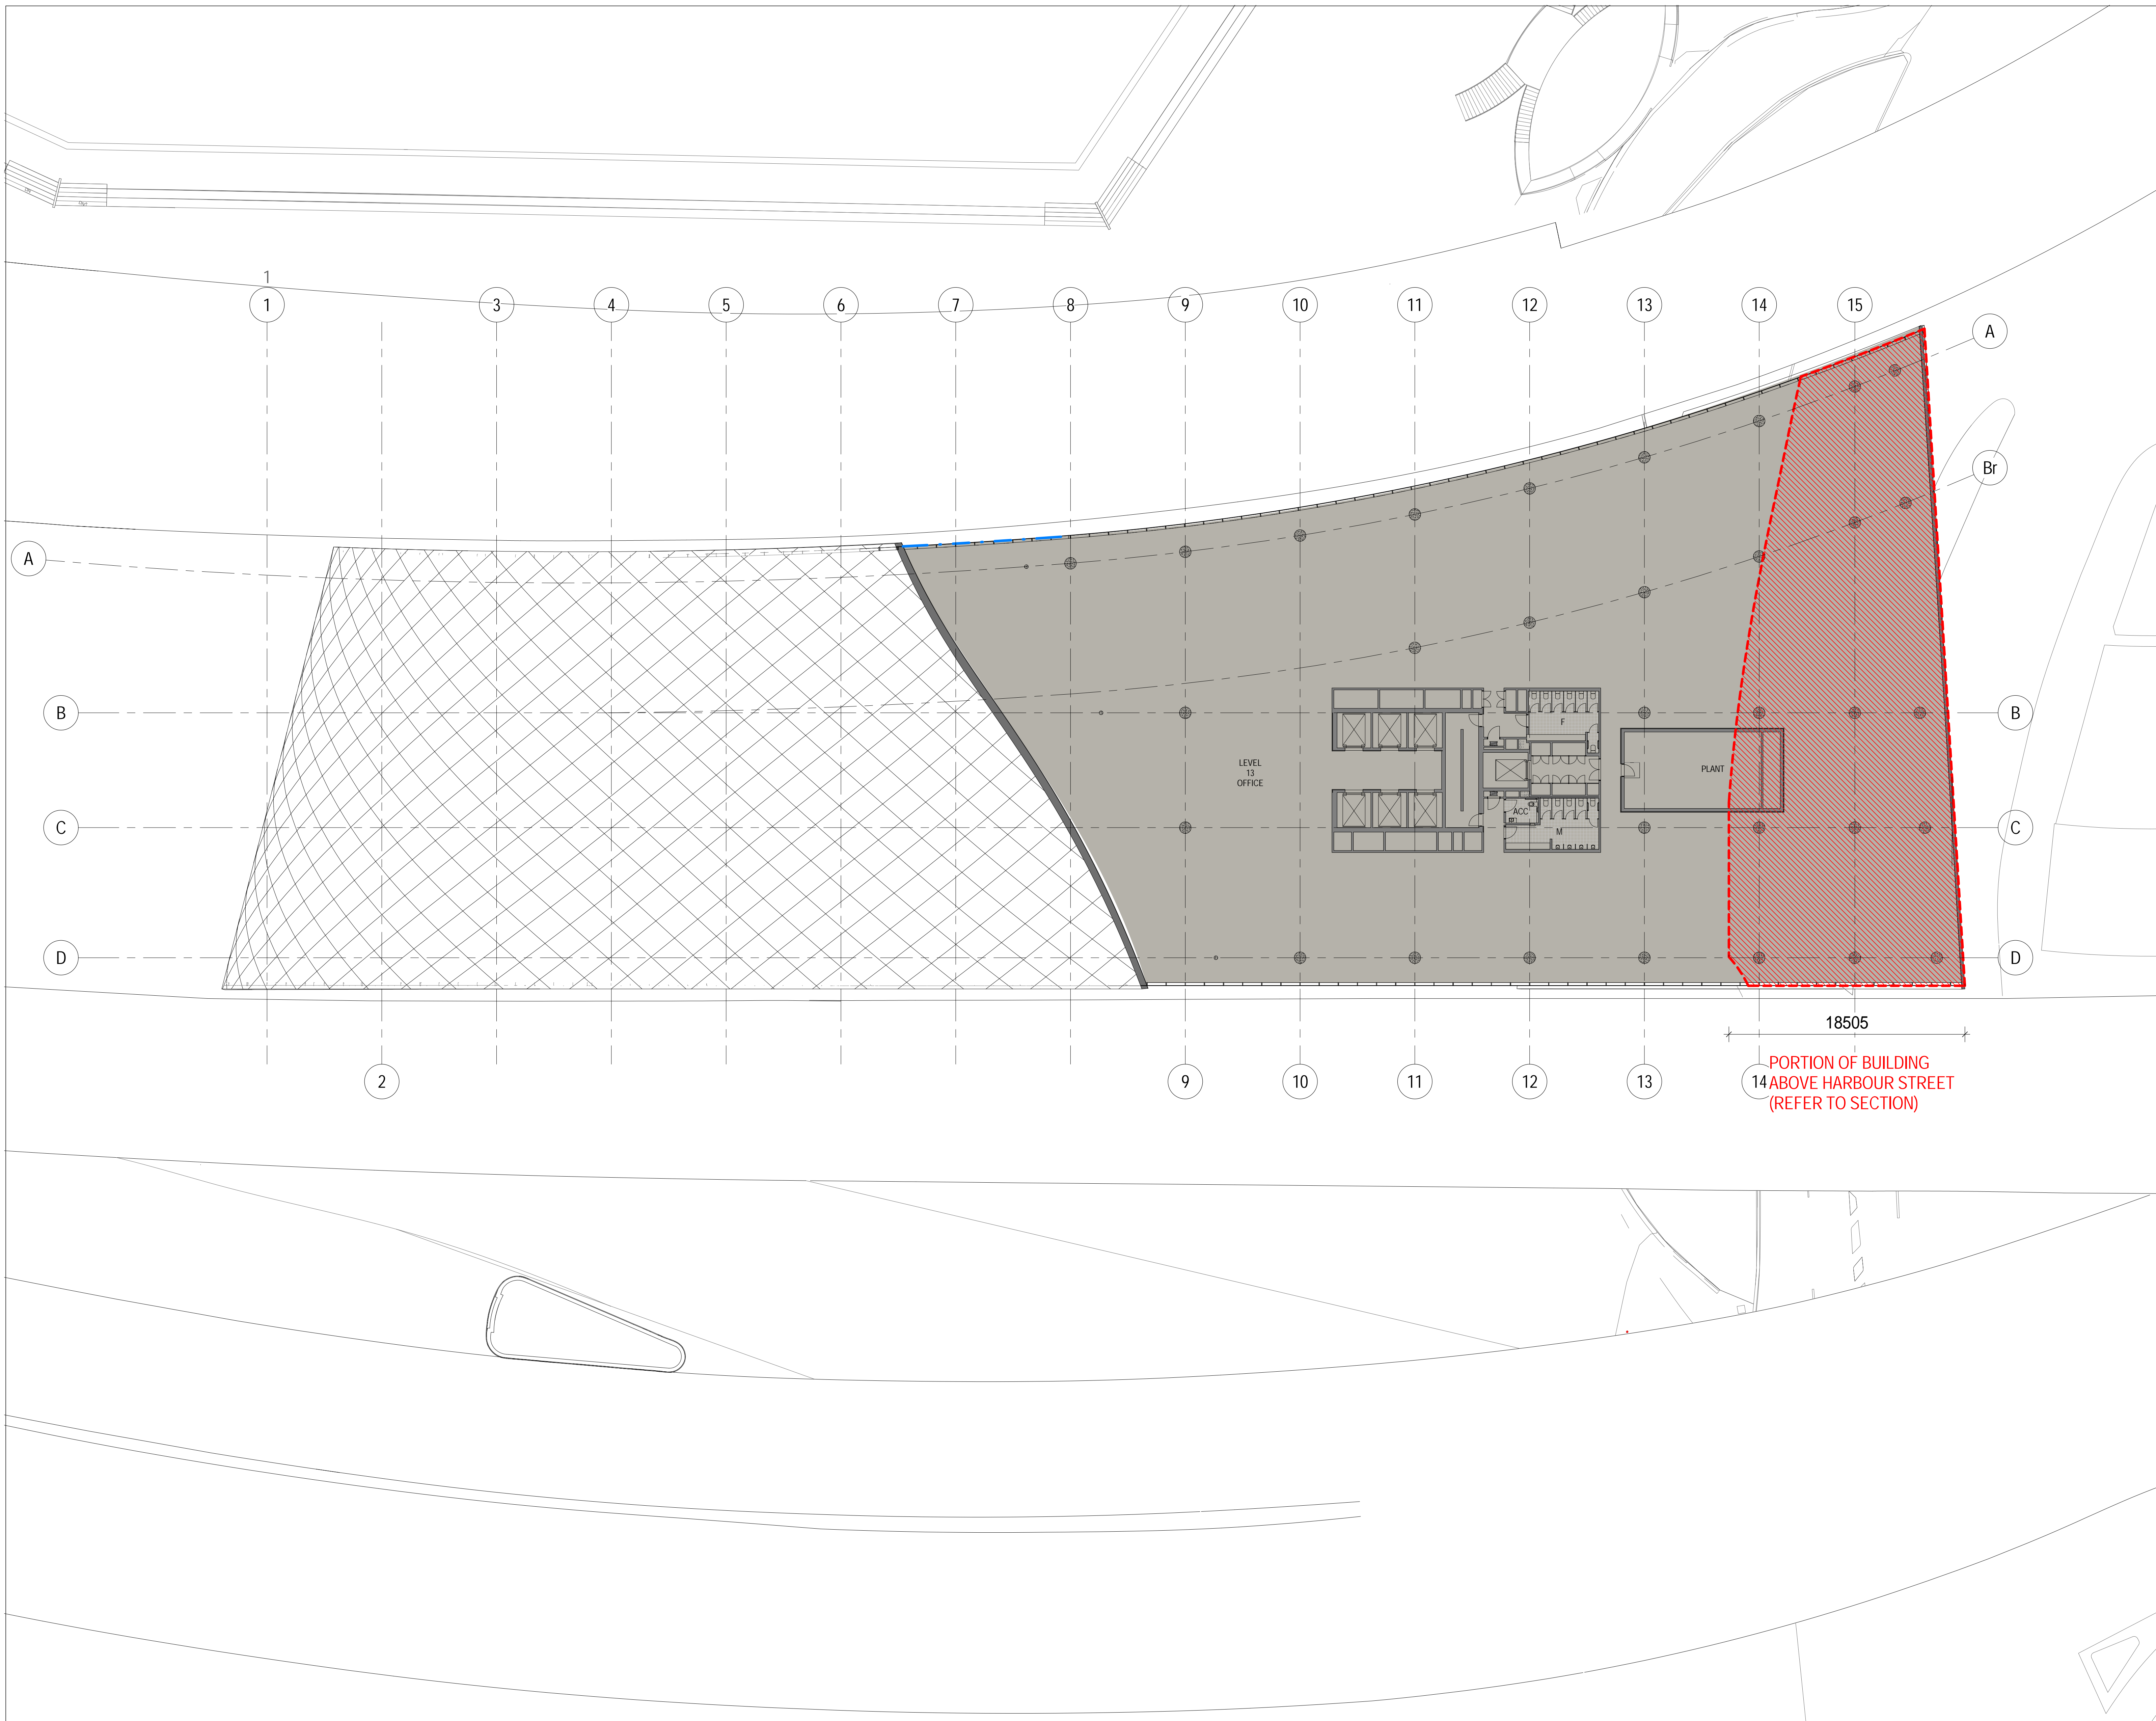 1
1
3
4
5
6
7
8
9
10
11
12
13
14
15
A
Br
A
B
F
B
LEVEL
13
OFFICE
PLANT
ACC
C
M
C
D
D
18505
2
9
10
11
12
13
14
PORTION OF BUILDING
ABOVE HARBOUR STREET
(REFER TO SECTION)